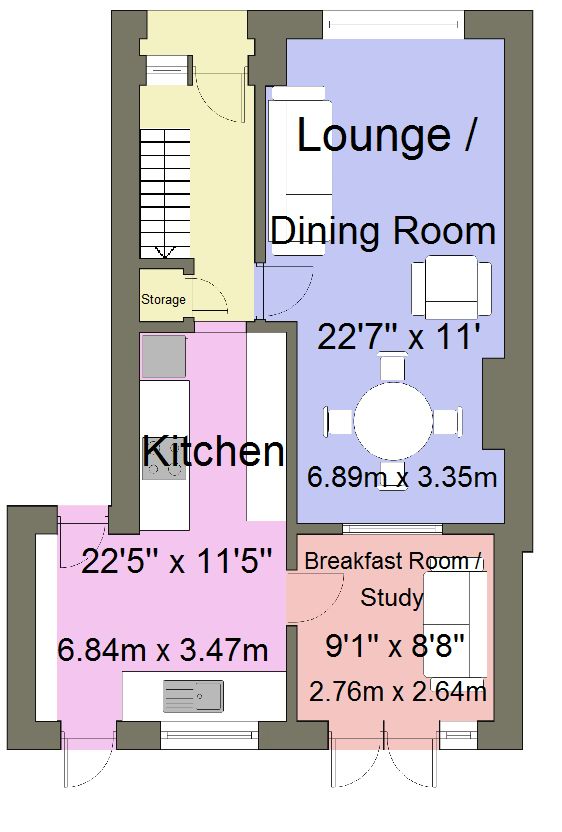 Lounge /
Dining Room
22'7" x 11'
6.89m x 3.35m
Storage
Kitchen
22'5" x 11'5"
6.84m x 3.47m
Breakfast Room /
Study
9'1" x 8'8"
2.76m x 2.64m